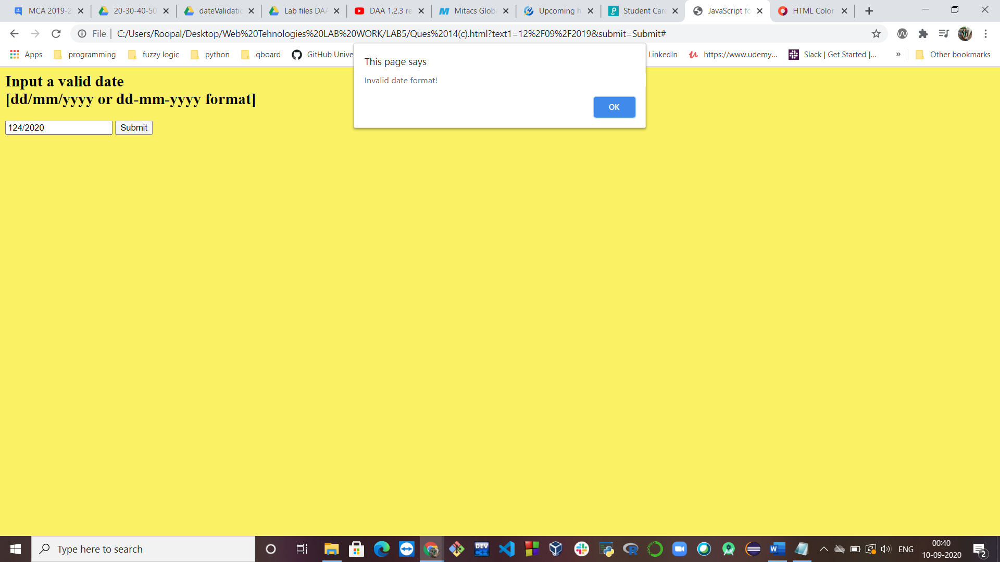 MCA 2019-2
20-30-40-50
dateValidatic
Lab files DAA
DAA 1.2.3 re
Mitacs Globa
Upcoming h
Student Care
JavaScript fo
HTML Color
File
C:/Users/Roopal/Desktop/Web%20Tehnologies%20LAB%20WORK/LAB5/Ques%2014(c).html?text1=12%2F09%2F2019&submit=Submit#
Apps
programming
fuzzy logic
python
qboard
GitHub Unive
LinkedIn
https://www.udemy...
Slack | Get Started |...
»
Other bookmarks
This page says
Invalid date format!
OK
Input a valid date
[dd/mm/yyyy or dd-mm-yyyy format]
124/2020
Submit
Type here to search
DEV
C++
ENG
00:40
10-09-2020
2